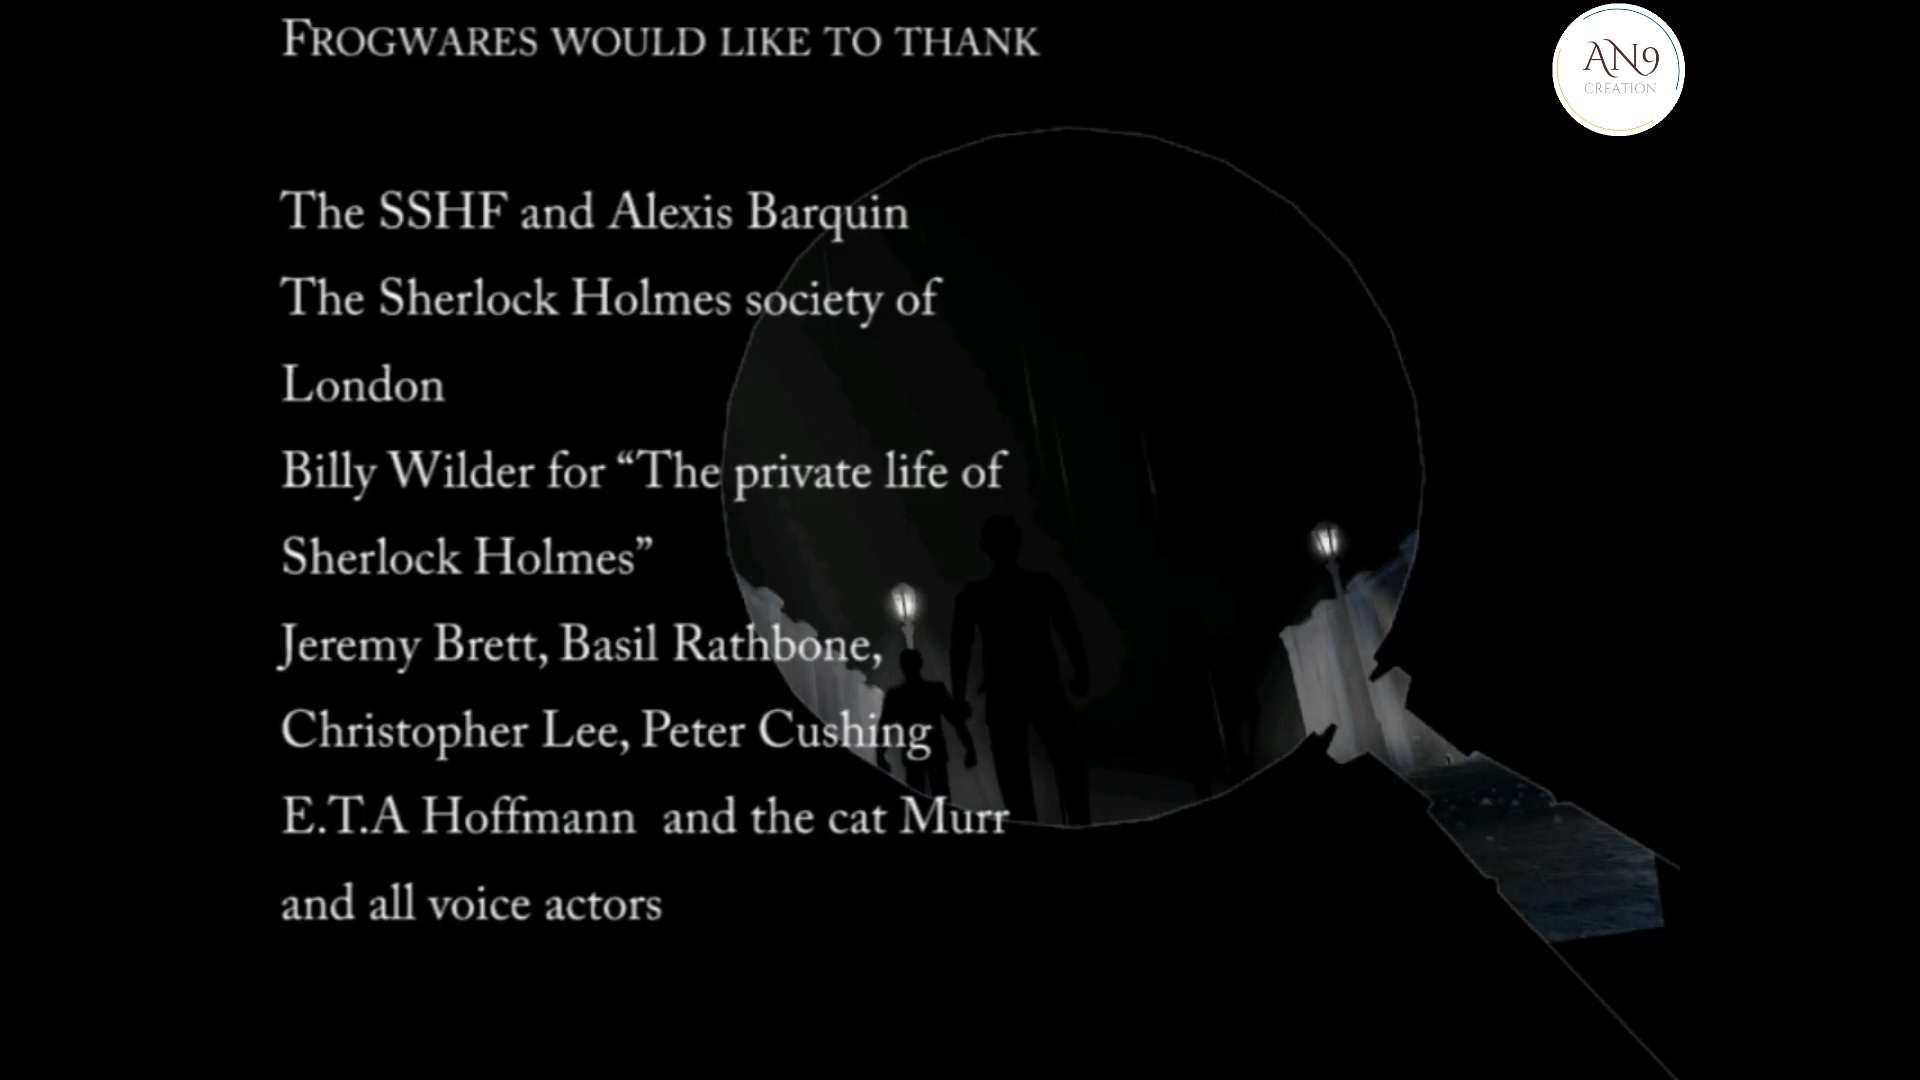 FROGWARES WOULD LIKE TO THANK
AN9
CREATION
The SSHF and Alexis Barquin
The Sherlock Holmes society of
London
Billy Wilder for “The private life of
Sherlock Holmes”
Jeremy Brett, Basil Rathbone,
Christopher Lee, Peter Cushing
E.T.A Hoffmann  and the cat Murr
and all voice actors